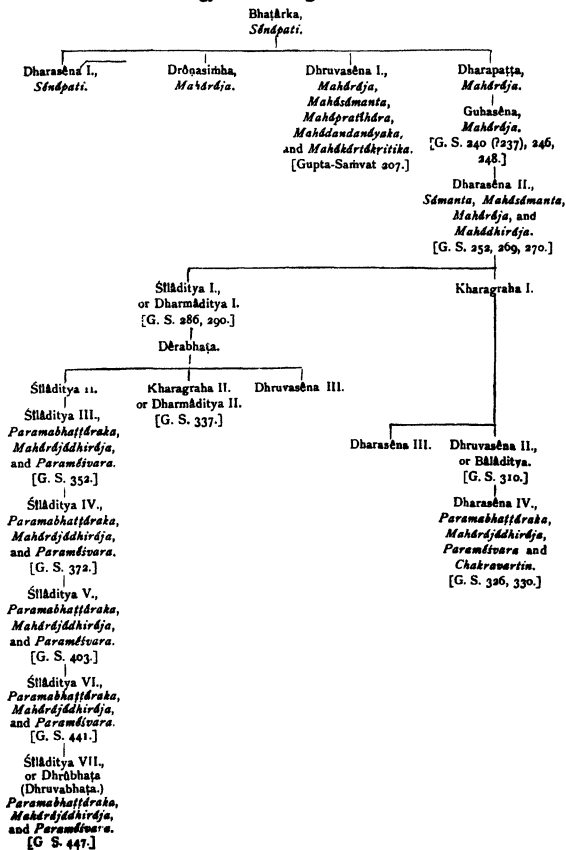 Bhaṭârka,
Sênâpati.
Dharasêna I.,
Sênâpati.
Drôṇasiṁha,
Mahârâja.
Dhruvasêna I.,
Mahârâja,
Mahâsâmanta,
Mahâpratîhâra,
Mahâdandanâyaka,
and Mahâkârtâkritika.
[Gupta-Saṁvat 207.]
Dharapaṭṭa,
Mahârâja.
Guhasêna,
Mahârâja.
[G. S. 240 (?237), 246,
248.]
Dharasêna II.,
Sâmanta, Mahâsâmanta,
Mahârâja, and
Mahâdhirâja.
[G. S. 252, 269, 270.]
Śîlâditya I.,
or Dharmâditya I.
[G. S. 286, 290.]
Dêrabhaṭa.
Kharagraha I.
Śîlâditya II.
Kharagraha II.
or Dharmâditya II.
[G. S. 337.]
Dhruvasêna III.
Śîlâditya III.,
Paramabhaṭṭâraka,
Mahârâjâdhirâja,
and Paramêśvara.
[G. S. 352.]
Dharasêna III.
Dhruvasêna II.,
or Bâlâditya.
[G. S. 310.]
Dharasêna IV.,
Paramabhaṭṭâraka,
Mahârâjâdhirâja,
Paramêśvara and
Chakravartin.
[G. S. 326, 330.]
Śîlâditya IV.,
Paramabhaṭṭâraka,
Mahârâjâdhirâja,
and Paramêśvara.
[G. S. 372.]
Śîlâditya V.,
Paramabhaṭṭâraka,
Mahârâjâdhirâja,
and Paramêśvara.
[G. S. 403.]
Śîlâditya VI.,
Paramabhaṭṭâraka,
Mahârâjâdhirâja,
and Paramêśvara.
[G. S. 441.]
Śîlâditya VII.,
or Dhrûbhaṭa
(Dhruvabhaṭa.)
Paramabhaṭṭâraka,
Mahârâjâdhirâja,
and Paramêśvara.
[G S. 447.]